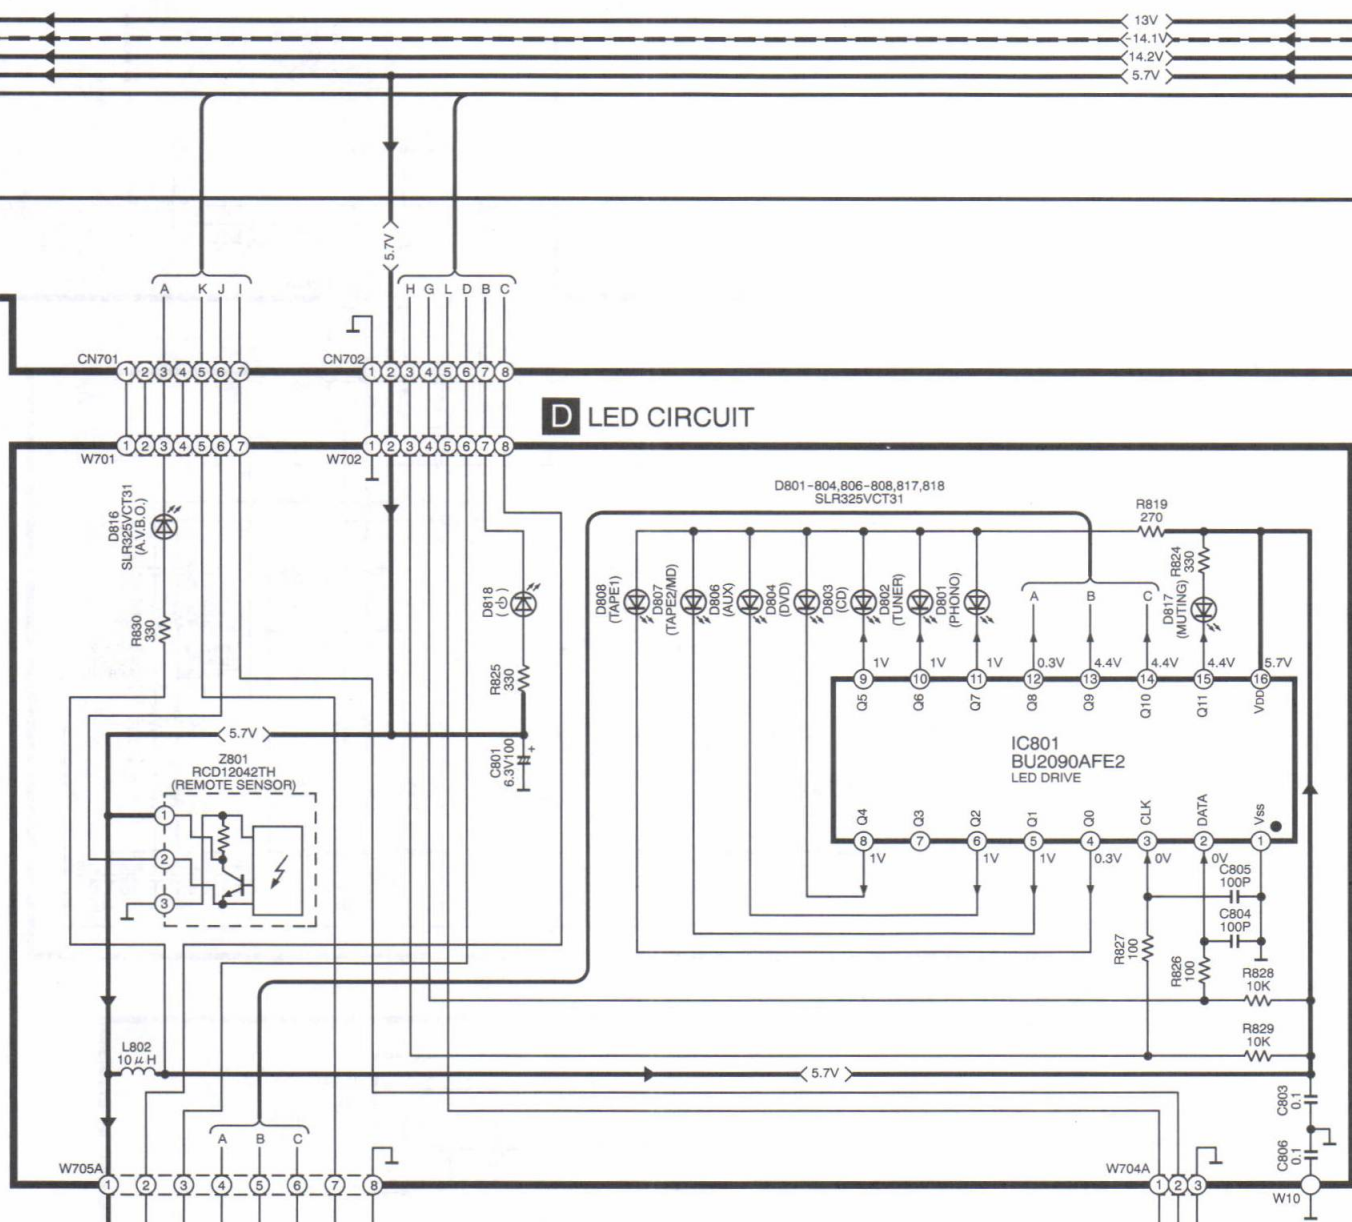 13V
-14.1V
14.2V
5.7V
5.7V
A K J I
H G L D B C
CN701 1 2 3 4 5 6 7
CN702 1 2 3 4 5 6 7 8
D LED CIRCUIT
W701 1 2 3 4 5 6 7
W702 1 2 3 4 5 6 7 8
D816
SLR325VCT31
(A.V.B.O.)
R830
330
D818
(⏻)
R825
330
C801
6.3V100
+
5.7V
Z801
RCD12042TH
(REMOTE SENSOR)
1
2
3
D801-804,806-808,817,818
SLR325VCT31
R819
270
R824
330
D817
(MUTING)
D808
(TAPE1)
D807
(TAPE2/MD)
D806
(AUX)
D804
(DVD)
D803
(CD)
D802
(TUNER)
D801
(PHONO)
A B C
1V 1V 1V 0.3V 4.4V 4.4V 4.4V 5.7V
9 10 11 12 13 14 15 16
Q5 Q6 Q7 Q8 Q9 Q10 Q11 VDD
IC801
BU2090AFE2
LED DRIVE
Q4 Q3 Q2 Q1 Q0 CLK DATA Vss
8 7 6 5 4 3 2 1
1V 1V 1V 0.3V 0V 0V
C805
100P
C804
100P
R827
100
R826
100
R828
10K
R829
10K
L802
10μH
5.7V
C803
0.1
C806
0.1
A B C
W705A 1 2 3 4 5 6 7 8
W704A 1 2 3
W10